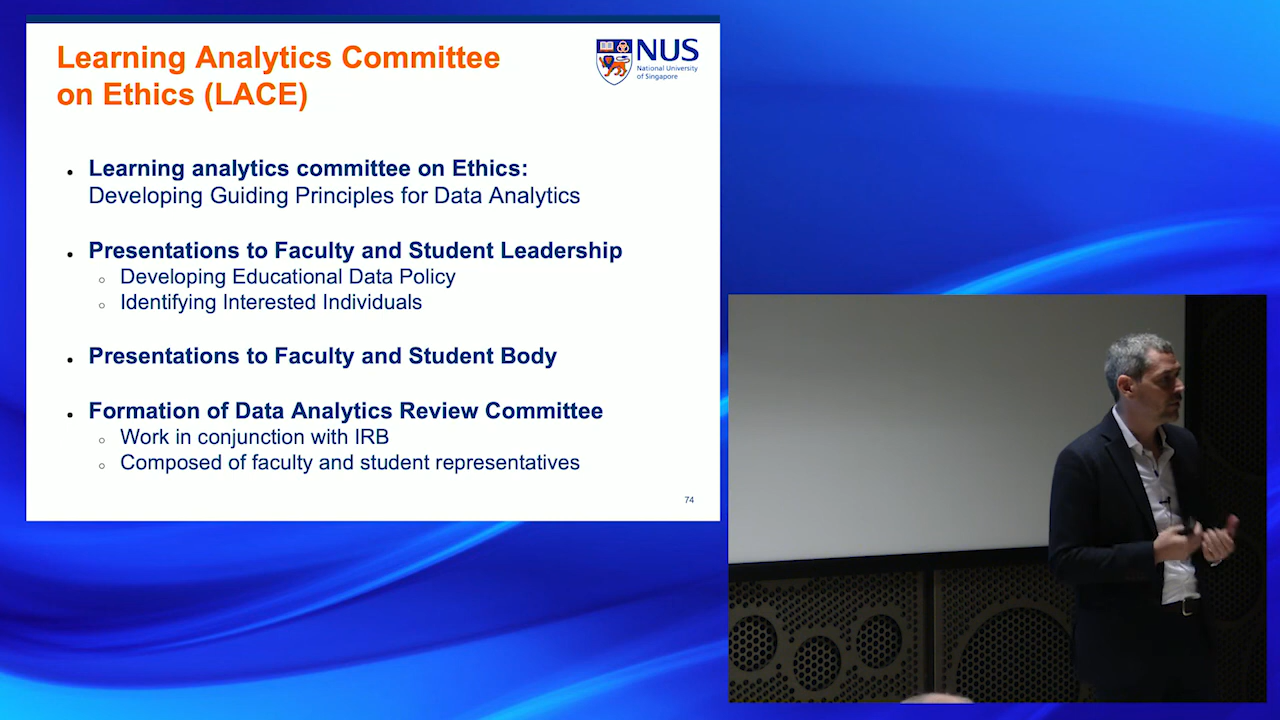 Learning Analytics Committee
on Ethics (LACE)
NUS
National University
of Singapore
• Learning analytics committee on Ethics:
Developing Guiding Principles for Data Analytics
• Presentations to Faculty and Student Leadership
○ Developing Educational Data Policy
○ Identifying Interested Individuals
• Presentations to Faculty and Student Body
• Formation of Data Analytics Review Committee
○ Work in conjunction with IRB
○ Composed of faculty and student representatives
74